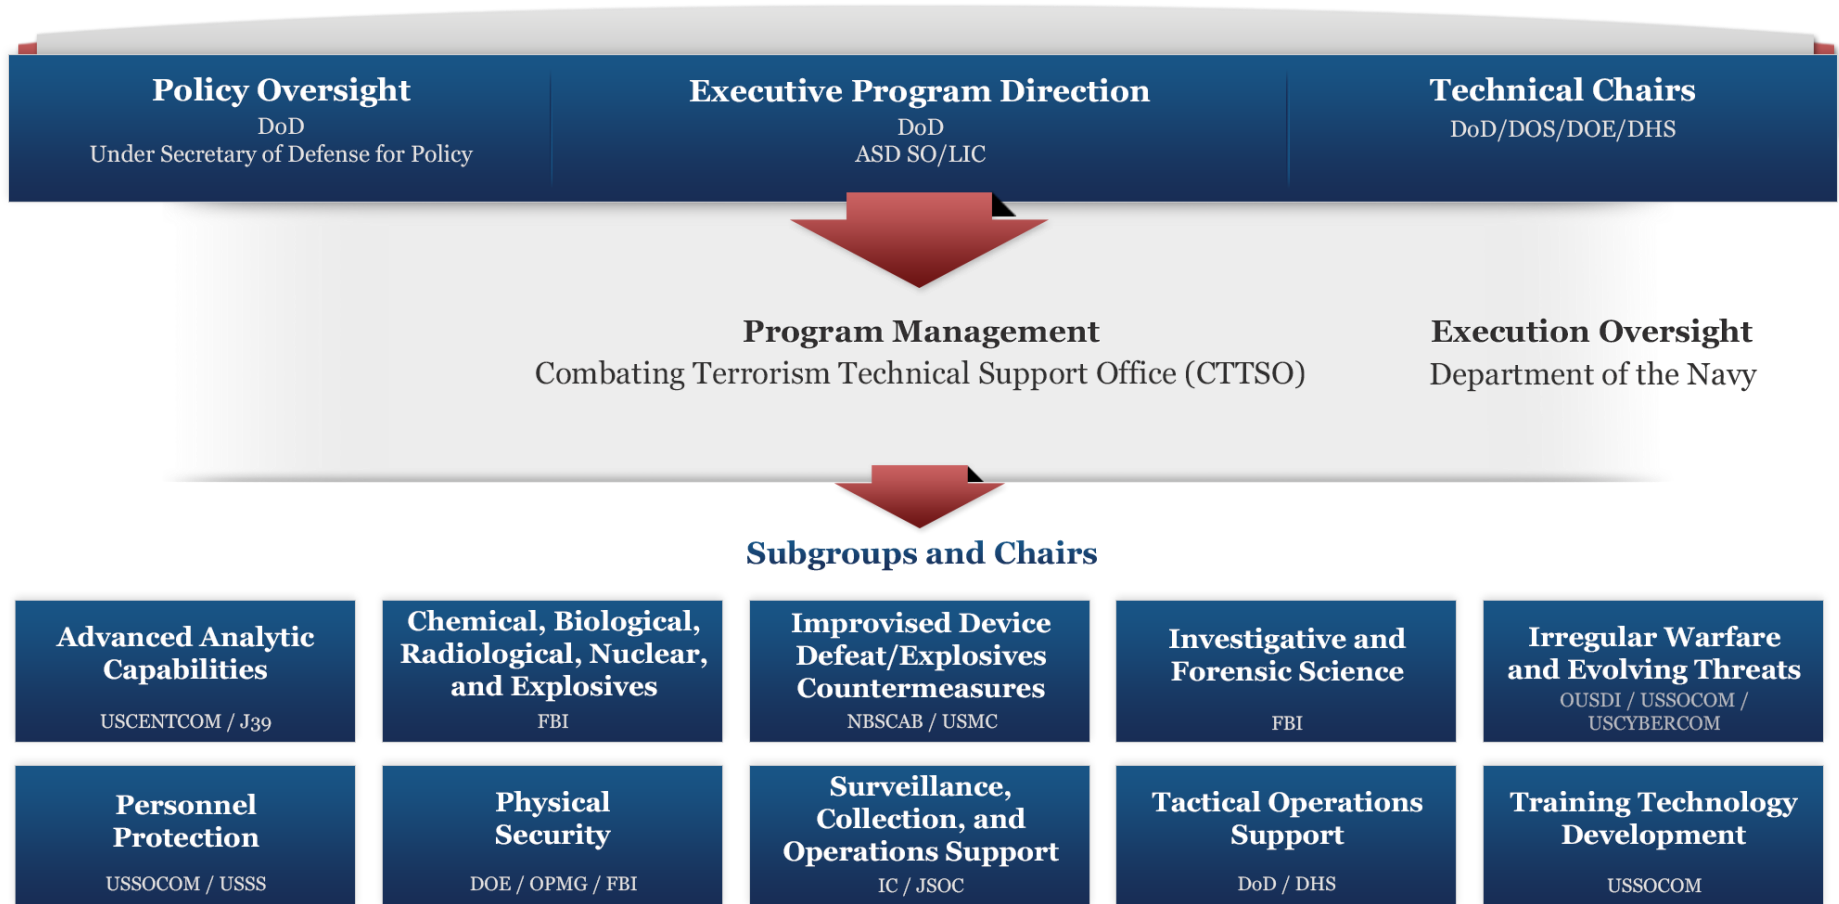 Policy Oversight
DoD
Under Secretary of Defense for Policy
Executive Program Direction
DoD
ASD SO/LIC
Technical Chairs
DoD/DOS/DOE/DHS
Program Management
Combating Terrorism Technical Support Office (CTTSO)
Execution Oversight
Department of the Navy
Subgroups and Chairs
Advanced Analytic
Capabilities
USCENTCOM / J39
Chemical, Biological,
Radiological, Nuclear,
and Explosives
FBI
Improvised Device
Defeat/Explosives
Countermeasures
NBSCAB / USMC
Investigative and
Forensic Science
FBI
Irregular Warfare
and Evolving Threats
OUSDI / USSOCOM /
USCYBERCOM
Personnel
Protection
USSOCOM / USSS
Physical
Security
DOE / OPMG / FBI
Surveillance,
Collection, and
Operations Support
IC / JSOC
Tactical Operations
Support
DoD / DHS
Training Technology
Development
USSOCOM